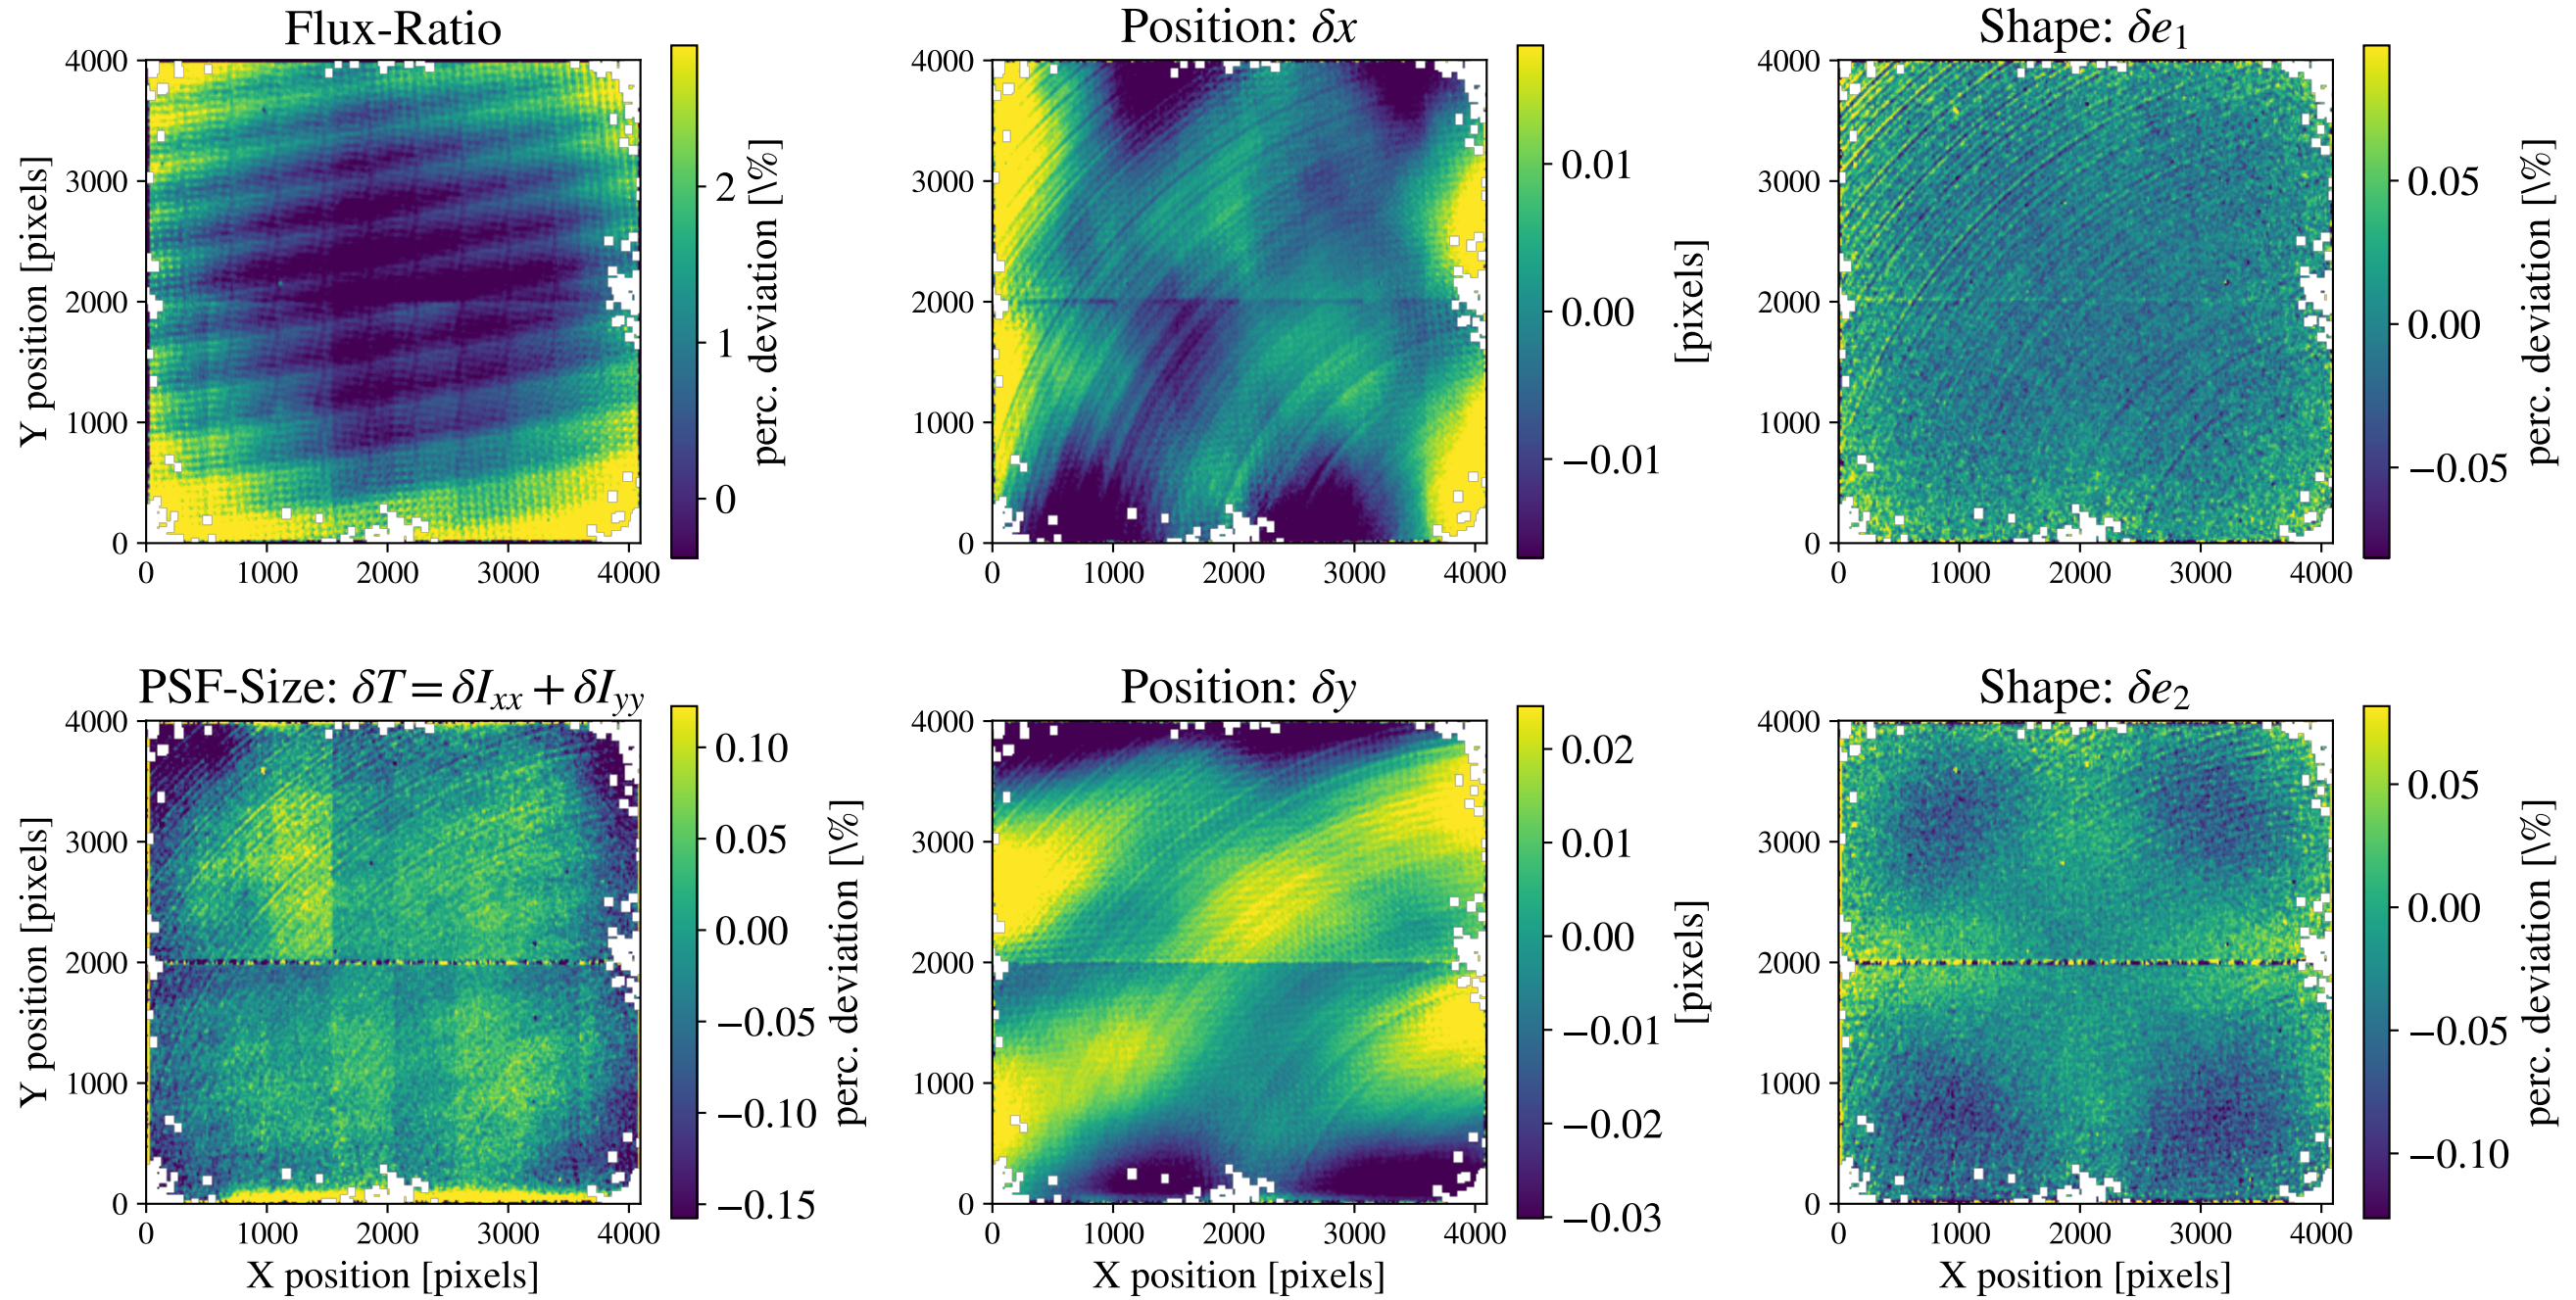 Flux-Ratio
4000
3000
2000
1000
0
0 1000 2000 3000 4000
Y position [pixels]
2
1
0
perc. deviation [\%]
Position: δx
4000
3000
2000
1000
0
0 1000 2000 3000 4000
0.01
0.00
−0.01
[pixels]
Shape: δe₁
4000
3000
2000
1000
0
0 1000 2000 3000 4000
0.05
0.00
−0.05
perc. deviation [\%]
PSF-Size: δT = δIₓₓ + δI_yy
4000
3000
2000
1000
0
0 1000 2000 3000 4000
X position [pixels]
Y position [pixels]
0.10
0.05
0.00
−0.05
−0.10
−0.15
perc. deviation [\%]
Position: δy
4000
3000
2000
1000
0
0 1000 2000 3000 4000
X position [pixels]
0.02
0.01
0.00
−0.01
−0.02
−0.03
[pixels]
Shape: δe₂
4000
3000
2000
1000
0
0 1000 2000 3000 4000
X position [pixels]
0.05
0.00
−0.05
−0.10
perc. deviation [\%]